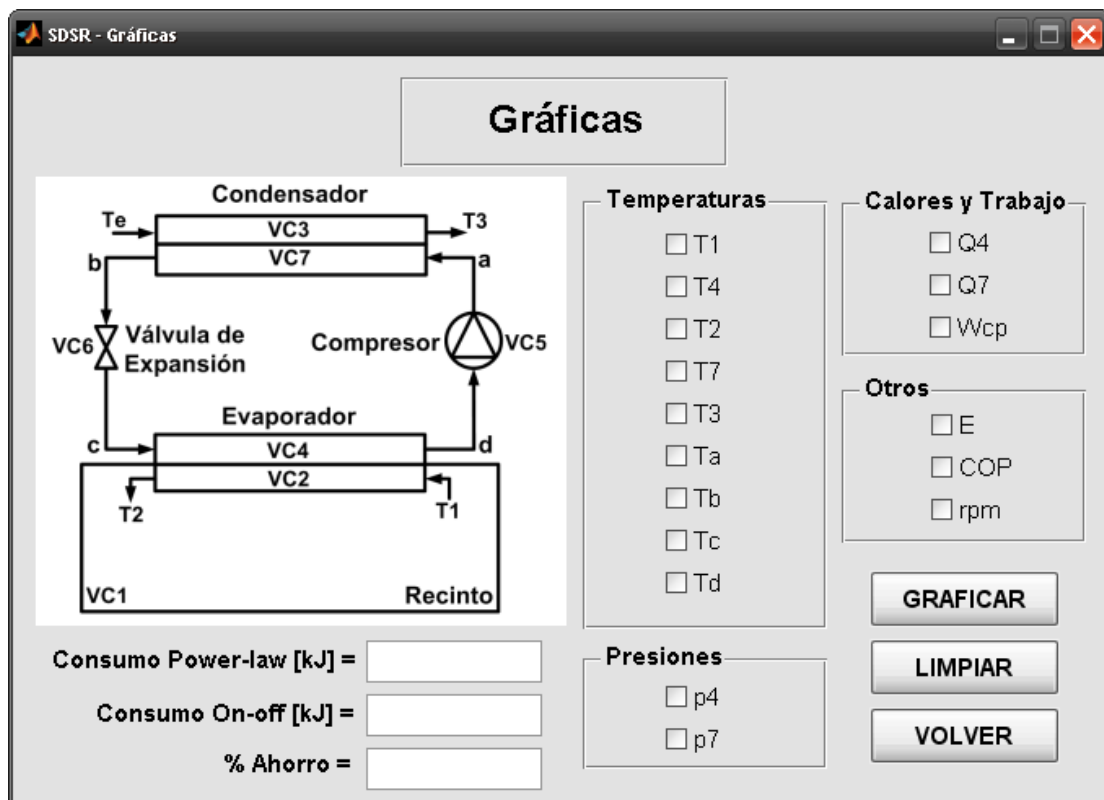 SDSR - Gráficas
Gráficas
Condensador
Te
VC3
T3
b
VC7
a
VC6
Válvula de
Expansión
Compresor
VC5
Evaporador
c
VC4
d
VC2
T2
T1
VC1
Recinto
Consumo Power-law [kJ] =
Consumo On-off [kJ] =
% Ahorro =
Temperaturas
T1
T4
T2
T7
T3
Ta
Tb
Tc
Td
Presiones
p4
p7
Calores y Trabajo
Q4
Q7
Wcp
Otros
E
COP
rpm
GRAFICAR
LIMPIAR
VOLVER